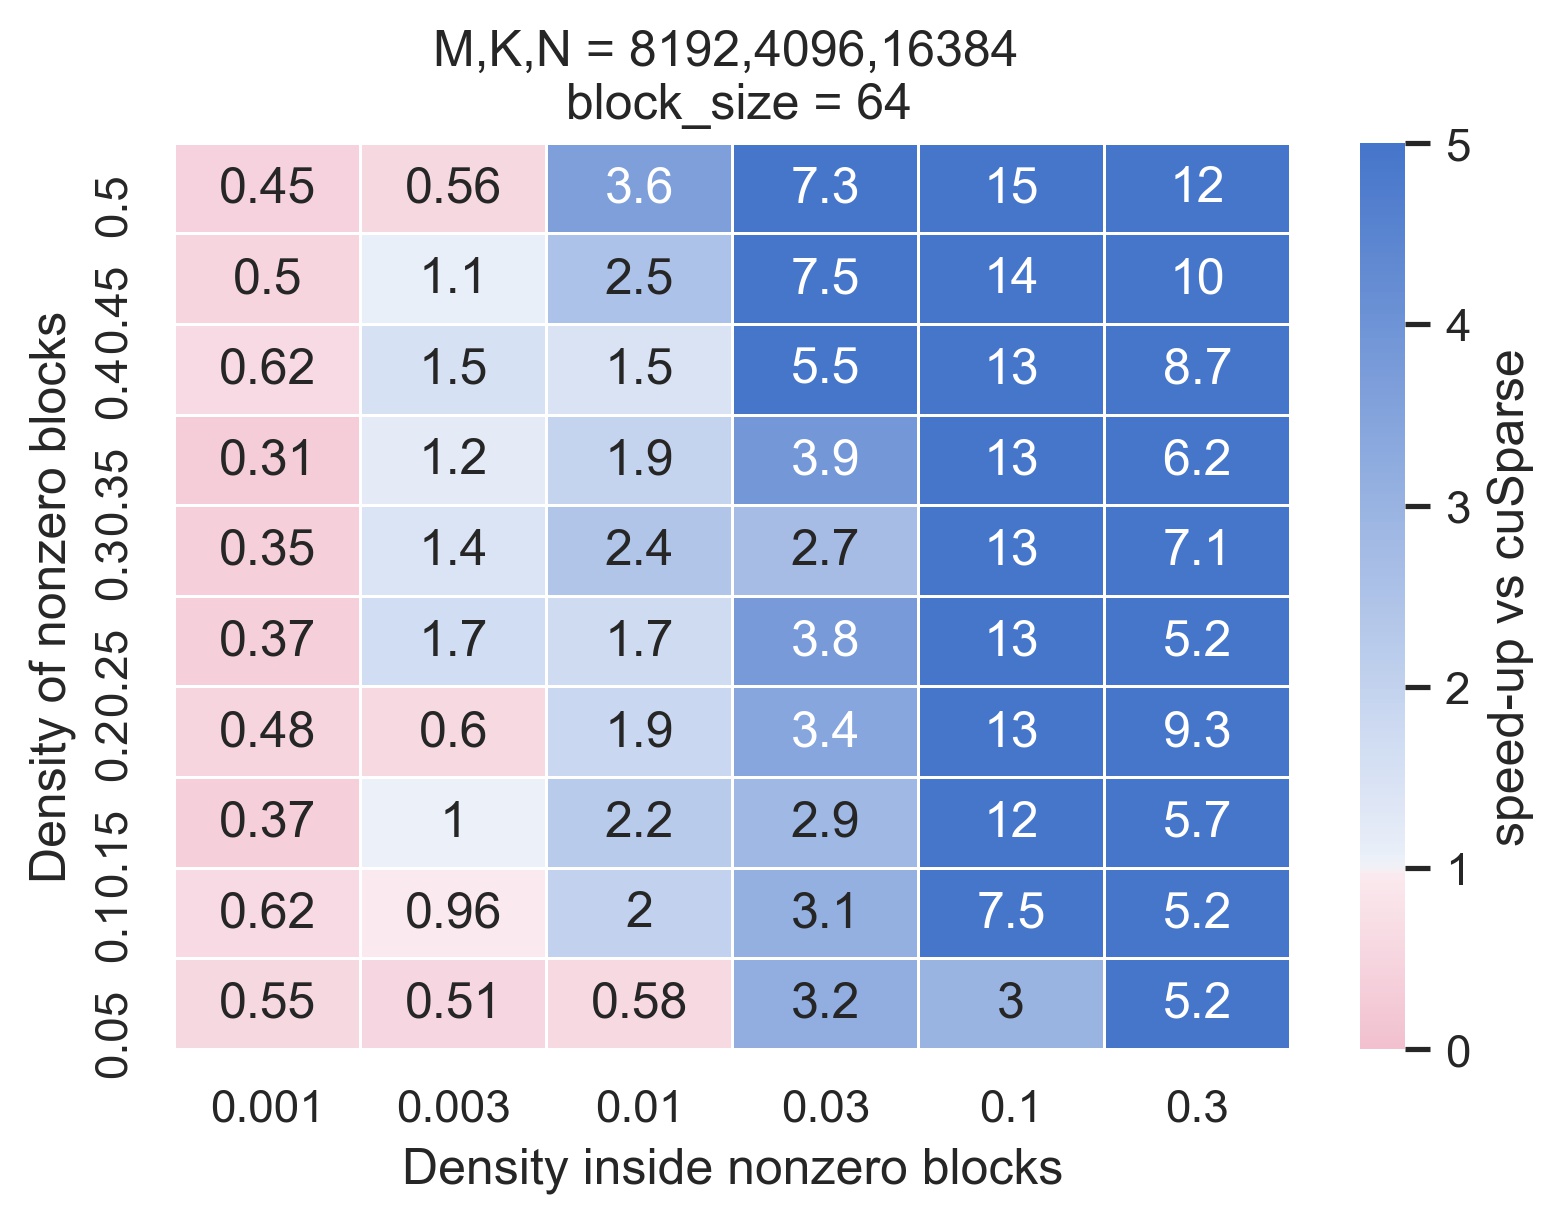 M,K,N = 8192,4096,16384
block_size = 64
Density of nonzero blocks
0.5 0.45 0.56 3.6 7.3 15 12
0.45 0.5 1.1 2.5 7.5 14 10
0.4 0.62 1.5 1.5 5.5 13 8.7
0.35 0.31 1.2 1.9 3.9 13 6.2
0.30 0.35 1.4 2.4 2.7 13 7.1
0.25 0.37 1.7 1.7 3.8 13 5.2
0.20 0.48 0.6 1.9 3.4 13 9.3
0.15 0.37 1 2.2 2.9 12 5.7
0.10 0.62 0.96 2 3.1 7.5 5.2
0.05 0.55 0.51 0.58 3.2 3 5.2
0.001 0.003 0.01 0.03 0.1 0.3
Density inside nonzero blocks
5
4
3
2
1
0
speed-up vs cuSparse